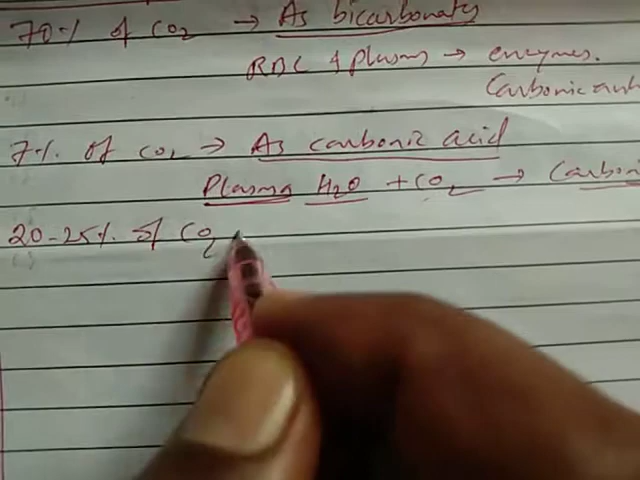 70% of CO2 → As bicarbonate
RBC & plasma → enzymes.
Carbonic anh
7% of CO2 → As carbonic acid
Plasma H2O + CO2 → Carboni
20-25% of CO2